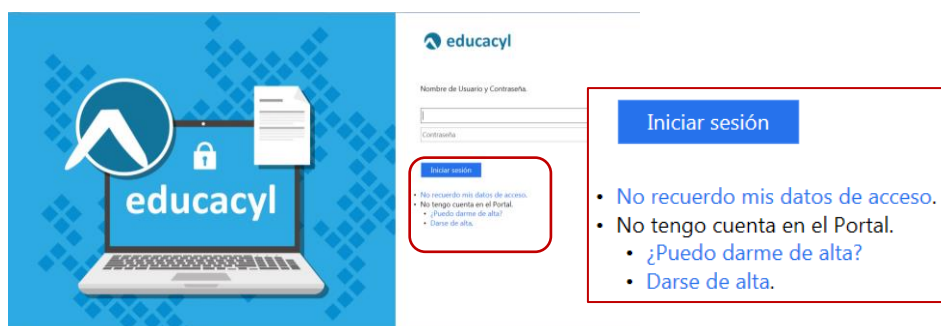 educacyl
educacyl
Nombre de Usuario y Contraseña.
Contraseña
Iniciar sesión
• No recuerdo mis datos de acceso.
• No tengo cuenta en el Portal.
• ¿Puedo darme de alta?
• Darse de alta.
Iniciar sesión
• No recuerdo mis datos de acceso.
• No tengo cuenta en el Portal.
• ¿Puedo darme de alta?
• Darse de alta.